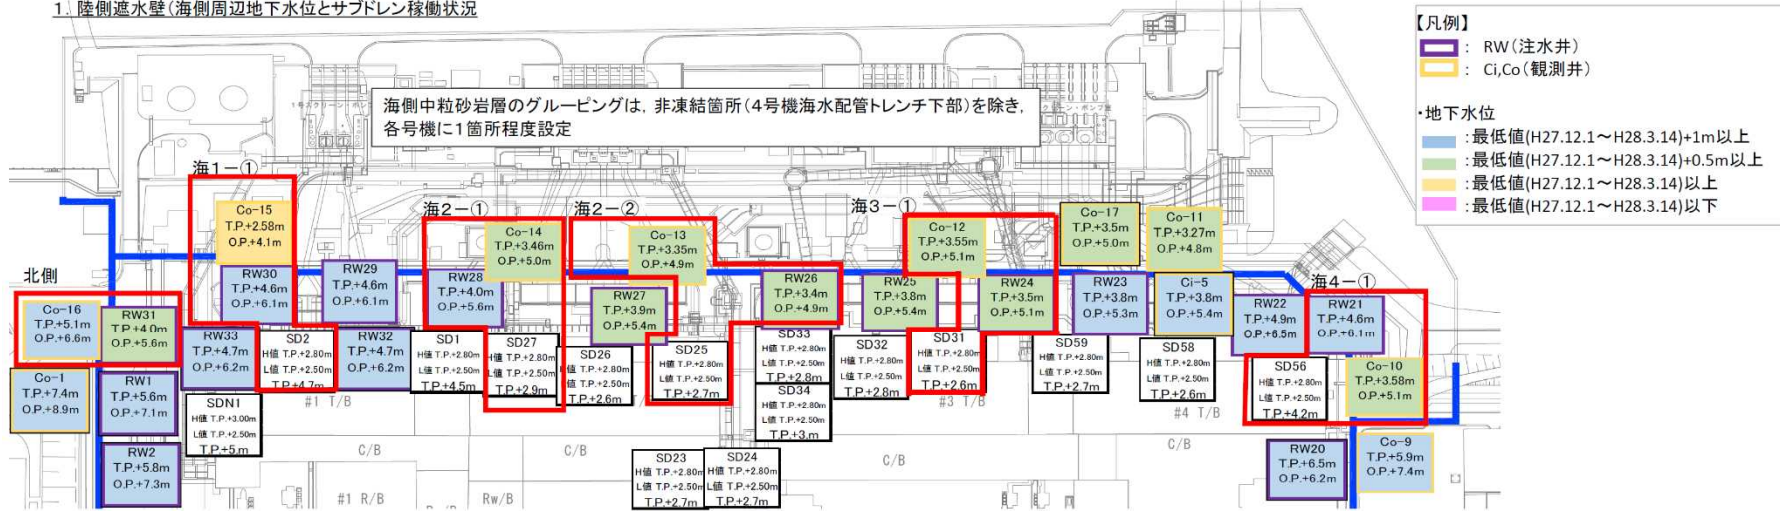 1. 陸側遮水壁(海側周辺地下水位とサブドレン稼働状況
海側中粒砂岩層のグルーピングは, 非凍結箇所(4号機海水配管トレンチ下部)を除き,
各号機に1箇所程度設定
【凡例】
: RW(注水井)
: Ci,Co(観測井)
・地下水位
:最低値(H27.12.1～H28.3.14)+1m以上
:最低値(H27.12.1～H28.3.14)+0.5m以上
:最低値(H27.12.1～H28.3.14)以上
:最低値(H27.12.1～H28.3.14)以下
海1-①
海2-①
海2-②
海3-①
海4-①
北側
Co-15
T.P.+2.58m
O.P.+4.1m
Co-14
T.P.+3.46m
O.P.+5.0m
Co-13
T.P.+3.35m
O.P.+4.9m
Co-12
T.P.+3.55m
O.P.+5.1m
Co-17
T.P.+3.5m
O.P.+5.0m
Co-11
T.P.+3.27m
O.P.+4.8m
RW30
T.P.+4.6m
O.P.+6.1m
RW29
T.P.+4.6m
O.P.+6.1m
RW28
T.P.+4.0m
O.P.+5.6m
RW27
T.P.+3.9m
O.P.+5.4m
RW26
T.P.+3.4m
O.P.+4.9m
RW25
T.P.+3.8m
O.P.+5.4m
RW24
T.P.+3.5m
O.P.+5.1m
RW23
T.P.+3.8m
O.P.+5.3m
Ci-5
T.P.+3.8m
O.P.+5.4m
RW22
T.P.+4.9m
O.P.+6.5m
RW21
T.P.+4.6m
O.P.+6.1m
Co-16
T.P.+5.1m
O.P.+6.6m
RW31
T.P.+4.0m
O.P.+5.6m
RW33
T.P.+4.7m
O.P.+6.2m
SD2
H値 T.P.+2.80m
L値 T.P.+2.50m
T.P.+4.7m
RW32
T.P.+4.7m
O.P.+6.2m
SD1
H値 T.P.+2.80m
L値 T.P.+2.50m
T.P.+4.5m
SD27
H値 T.P.+2.80m
L値 T.P.+2.50m
T.P.+2.9m
SD26
H値 T.P.+2.80m
L値 T.P.+2.50m
T.P.+2.6m
SD25
H値 T.P.+2.80m
L値 T.P.+2.50m
T.P.+2.7m
SD33
H値 T.P.+2.80m
L値 T.P.+2.50m
T.P.+2.8m
SD32
H値 T.P.+2.80m
L値 T.P.+2.50m
T.P.+2.8m
SD31
H値 T.P.+2.80m
L値 T.P.+2.50m
T.P.+2.6m
SD59
H値 T.P.+2.80m
L値 T.P.+2.50m
T.P.+2.7m
SD58
H値 T.P.+2.80m
L値 T.P.+2.50m
T.P.+2.6m
SD56
H値 T.P.+2.80m
L値 T.P.+2.50m
T.P.+4.2m
Co-10
T.P.+3.58m
O.P.+5.1m
Co-1
T.P.+7.4m
O.P.+8.9m
RW1
T.P.+5.6m
O.P.+7.1m
SDN1
H値 T.P.+3.00m
L値 T.P.+2.50m
T.P.+5.m
SD34
H値 T.P.+2.80m
L値 T.P.+2.50m
T.P.+3.m
#1 T/B
#3 T/B
#4 T/B
RW2
T.P.+5.8m
O.P.+7.3m
C/B
C/B
SD23
H値 T.P.+2.80m
L値 T.P.+2.50m
T.P.+2.7m
SD24
H値 T.P.+2.80m
L値 T.P.+2.50m
T.P.+2.7m
C/B
C/B
RW20
T.P.+6.5m
O.P.+6.2m
Co-9
T.P.+5.9m
O.P.+7.4m
#1 R/B
Rw/B